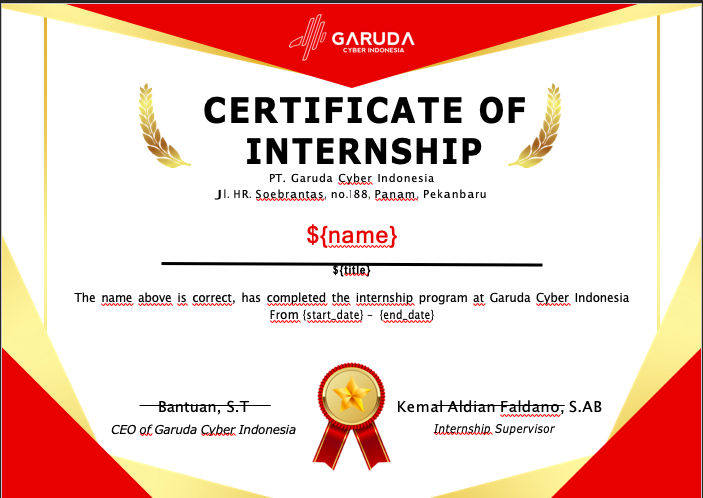 GARUDA
CYBER INDONESIA
CERTIFICATE OF
INTERNSHIP
PT. Garuda Cyber Indonesia
Jl. HR. Soebrantas, no.188, Panam, Pekanbaru
${name}
${title}
The name above is correct, has completed the internship program at Garuda Cyber Indonesia
From {start_date} - {end_date}
Bantuan, S.T
Kemal Aldian Faldano, S.AB
CEO of Garuda Cyber Indonesia
Internship Supervisor